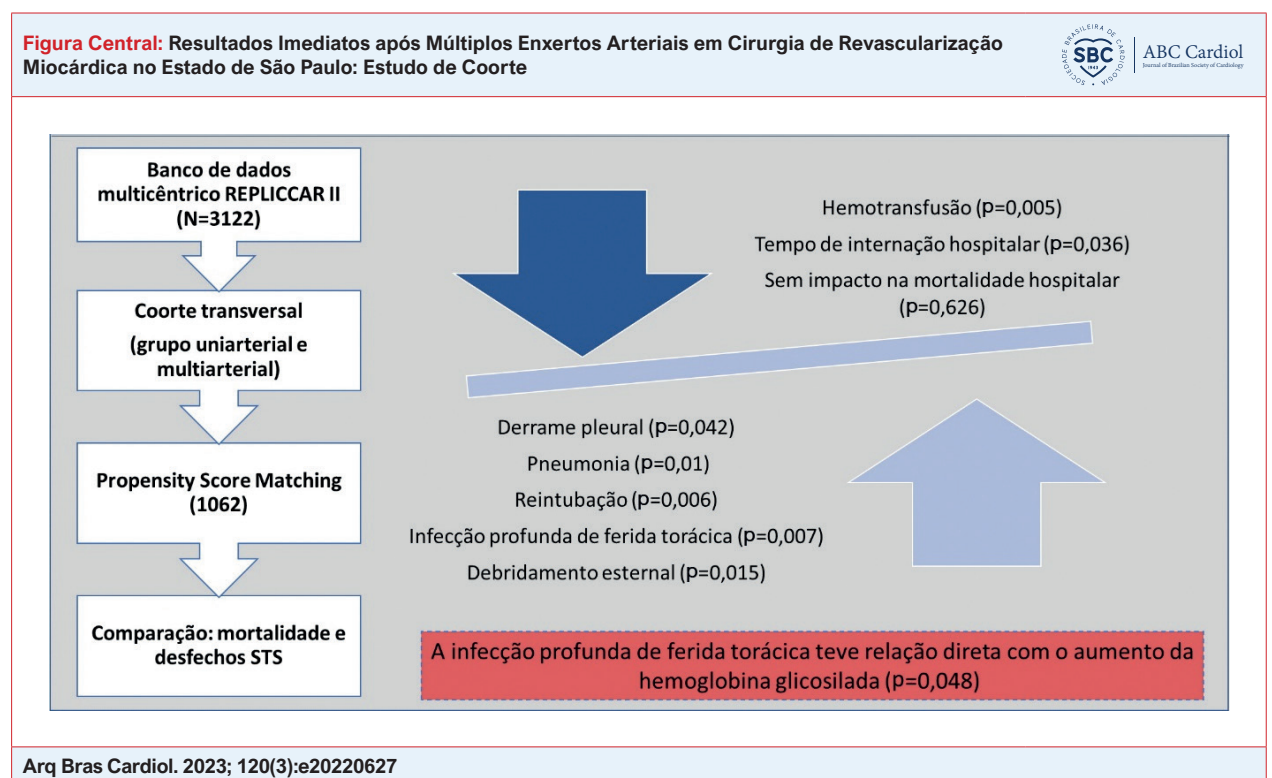 Figura Central: Resultados Imediatos após Múltiplos Enxertos Arteriais em Cirurgia de Revascularização
Miocárdica no Estado de São Paulo: Estudo de Coorte
SOCIEDADE BRASILEIRA DE CARDIOLOGIA
SBC
1943
ABC Cardiol
Journal of Brazilian Society of Cardiology
Banco de dados
multicêntrico REPLICCAR II
(N=3122)
Coorte transversal
(grupo uniarterial e
multiarterial)
Propensity Score Matching
(1062)
Comparação: mortalidade e
desfechos STS
Hemotransfusão (p=0,005)
Tempo de internação hospitalar (p=0,036)
Sem impacto na mortalidade hospitalar
(p=0,626)
Derrame pleural (p=0,042)
Pneumonia (p=0,01)
Reintubação (p=0,006)
Infecção profunda de ferida torácica (p=0,007)
Debridamento esternal (p=0,015)
A infecção profunda de ferida torácica teve relação direta com o aumento da
hemoglobina glicosilada (p=0,048)
Arq Bras Cardiol. 2023; 120(3):e20220627